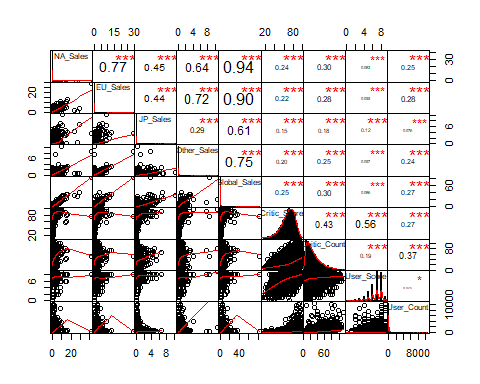 0 15 30 0 4 8 20 80 0 4 8
NA_Sales 0.77 *** 0.45 *** 0.64 *** 0.94 *** 0.24 *** 0.30 *** *** 0.25 *** 0 30
0 20 EU_Sales 0.44 *** 0.72 *** 0.90 *** 0.22 *** 0.28 *** *** 0.28 ***
JP_Sales 0.29 *** 0.61 *** 0.15 *** 0.18 *** 0.12 *** *** 0 6
0 6 Other_Sales 0.75 *** 0.20 *** 0.25 *** *** 0.24 ***
Global_Sales 0.25 *** 0.30 *** *** 0.27 *** 0 60
20 80 Critic_Score 0.43 *** 0.56 *** 0.27 ***
Critic_Count 0.19 *** 0.37 *** 0 80
0 6 User_Score *
User_Count 0 10000
0 20 0 4 8 0 40 0 60 0 8000